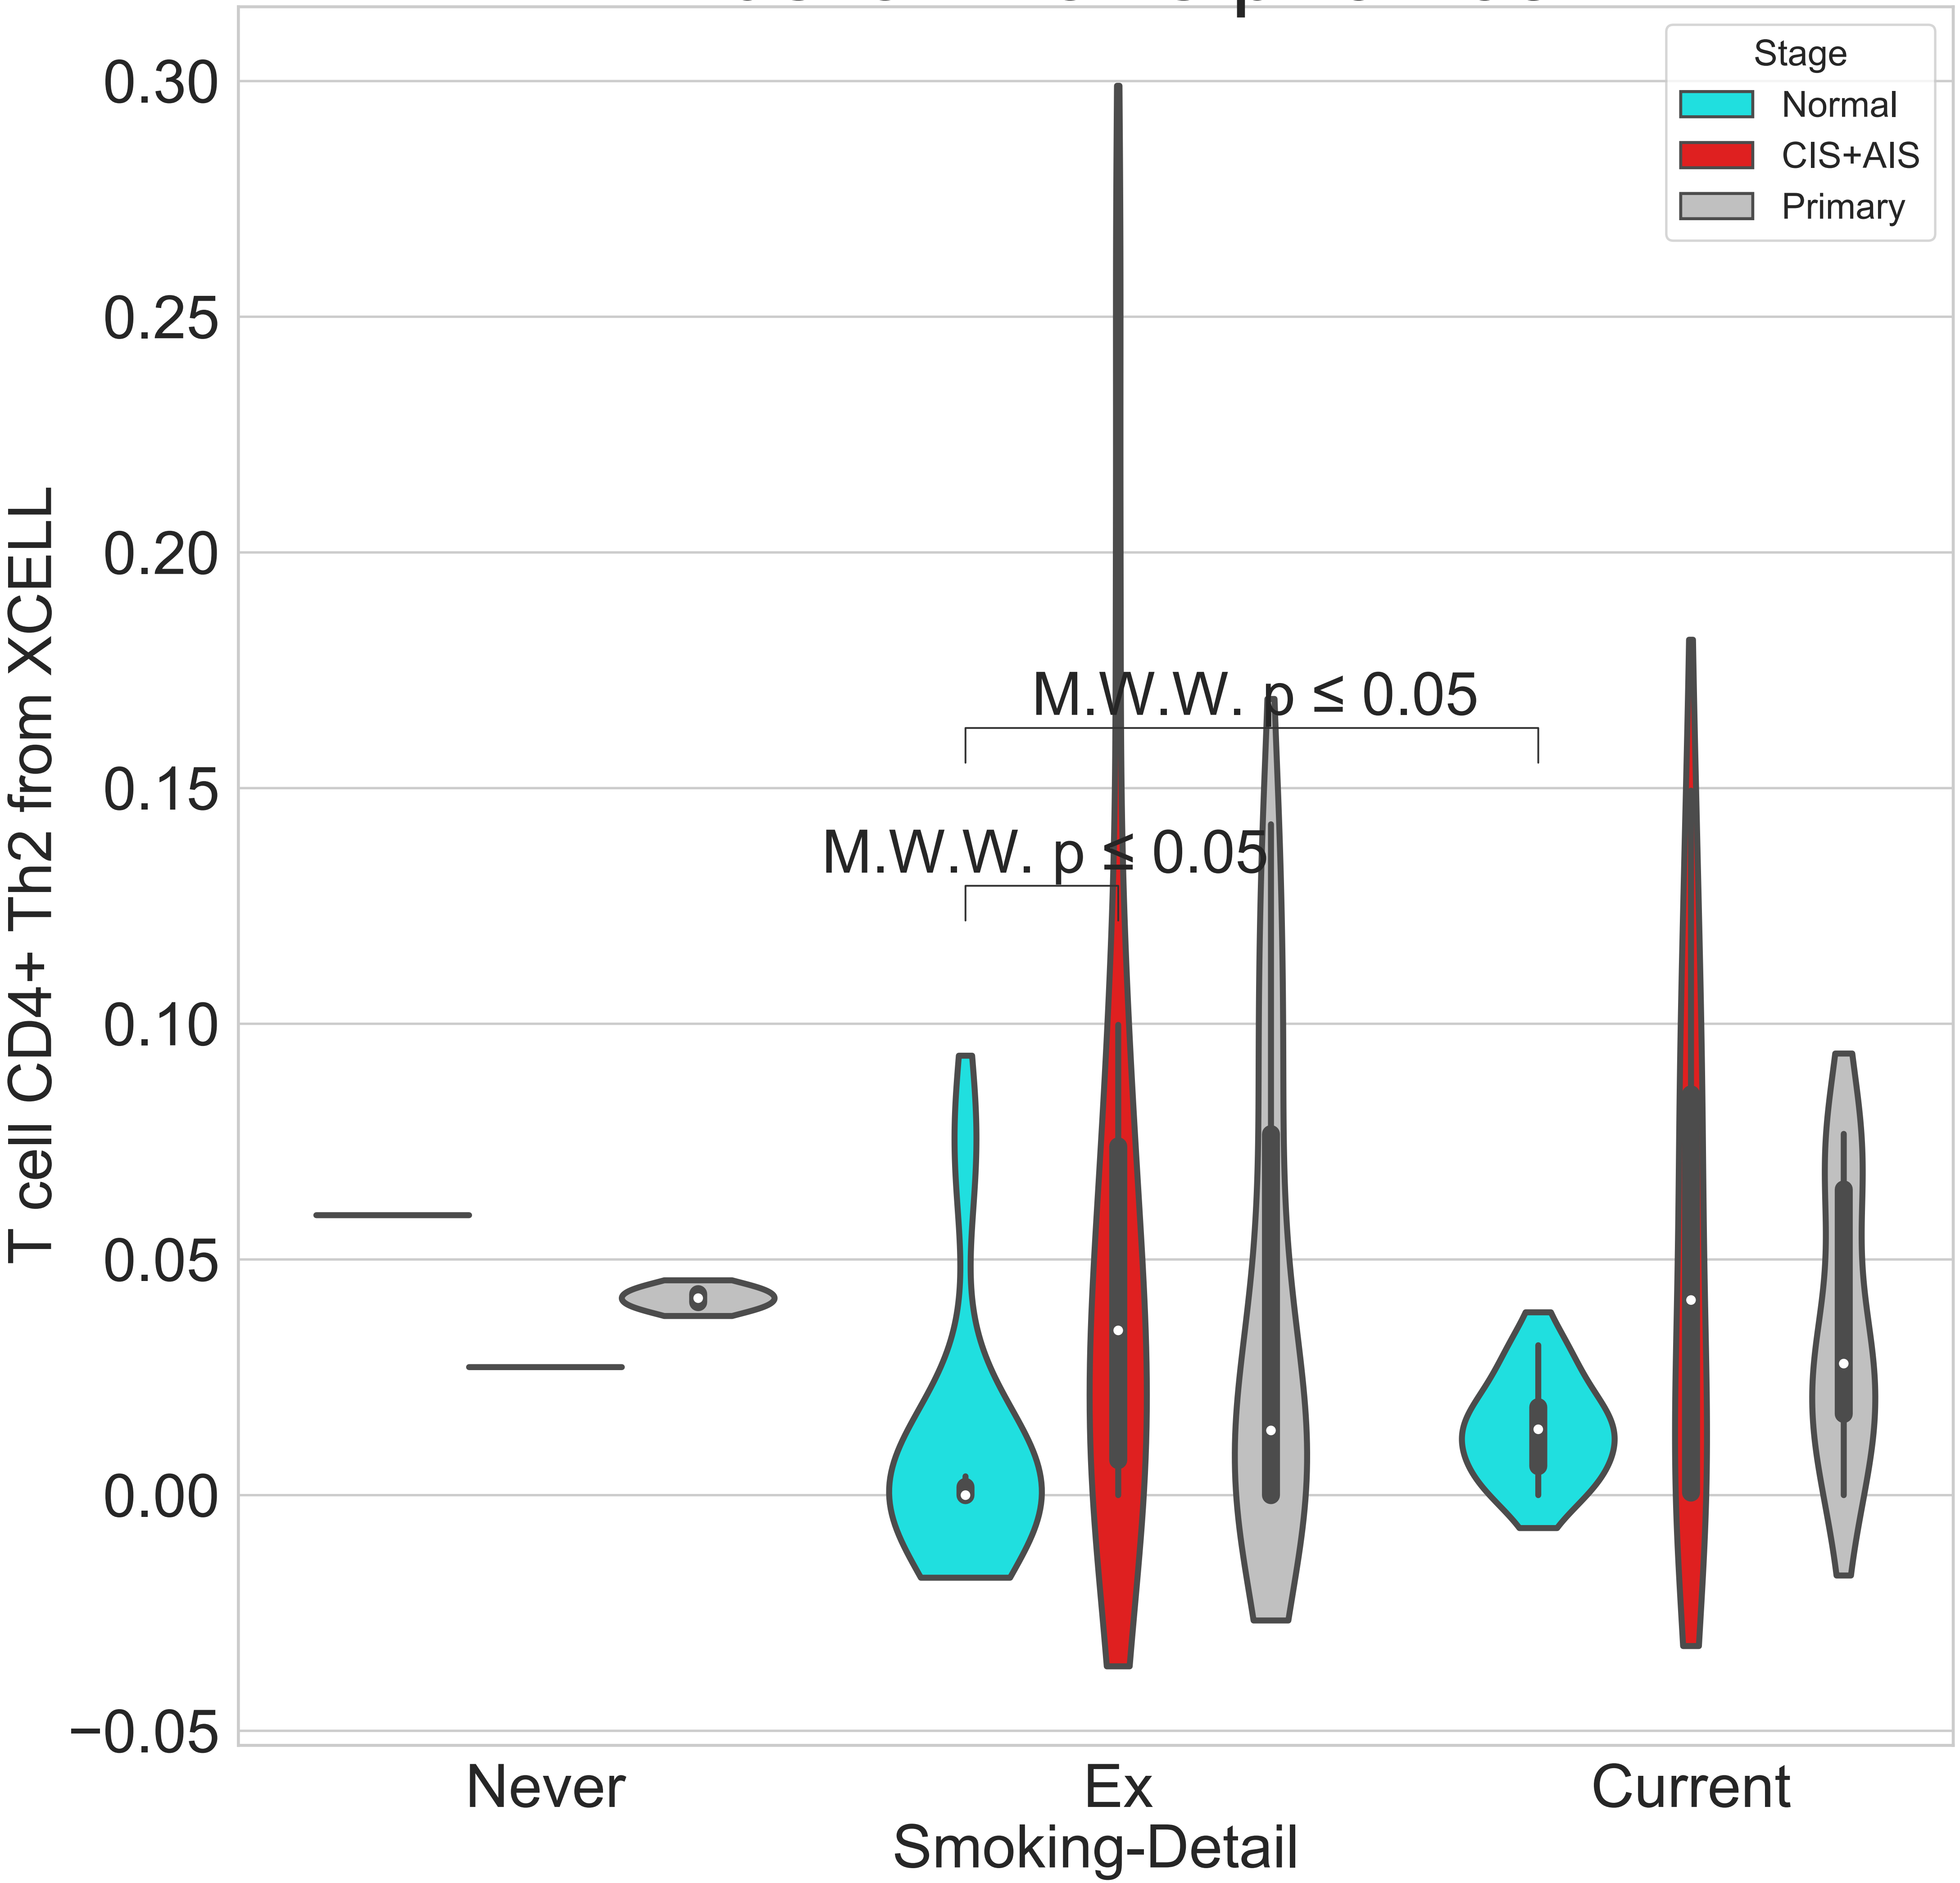 0.30
0.25
0.20
0.15
0.10
0.05
0.00
−0.05
T cell CD4+ Th2 from XCELL
Stage
Normal
CIS+AIS
Primary
M.W.W. p ≤ 0.05
M.W.W. p ≤ 0.05
Never
Ex
Current
Smoking-Detail